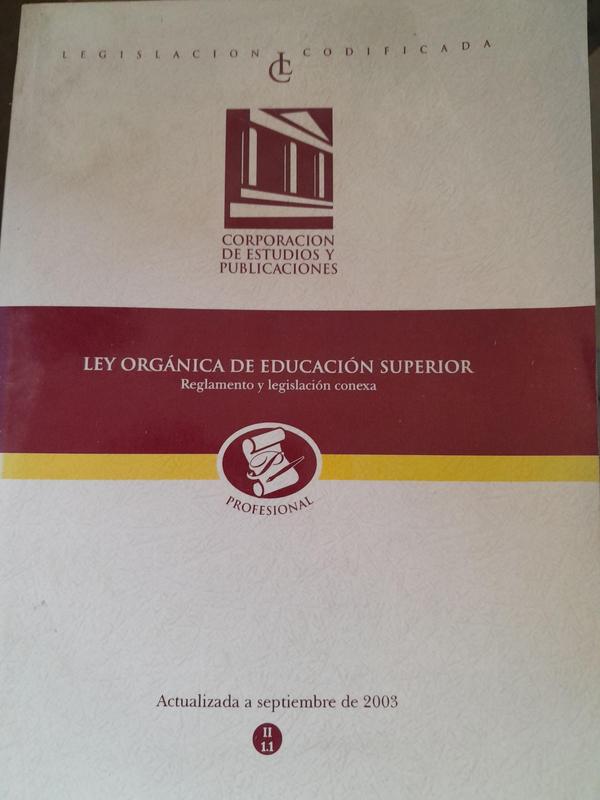 LEGISLACION LC CODIFICADA
CORPORACION
DE ESTUDIOS Y
PUBLICACIONES
LEY ORGÁNICA DE EDUCACIÓN SUPERIOR
Reglamento y legislación conexa
PROFESIONAL
Actualizada a septiembre de 2003
II
1.1